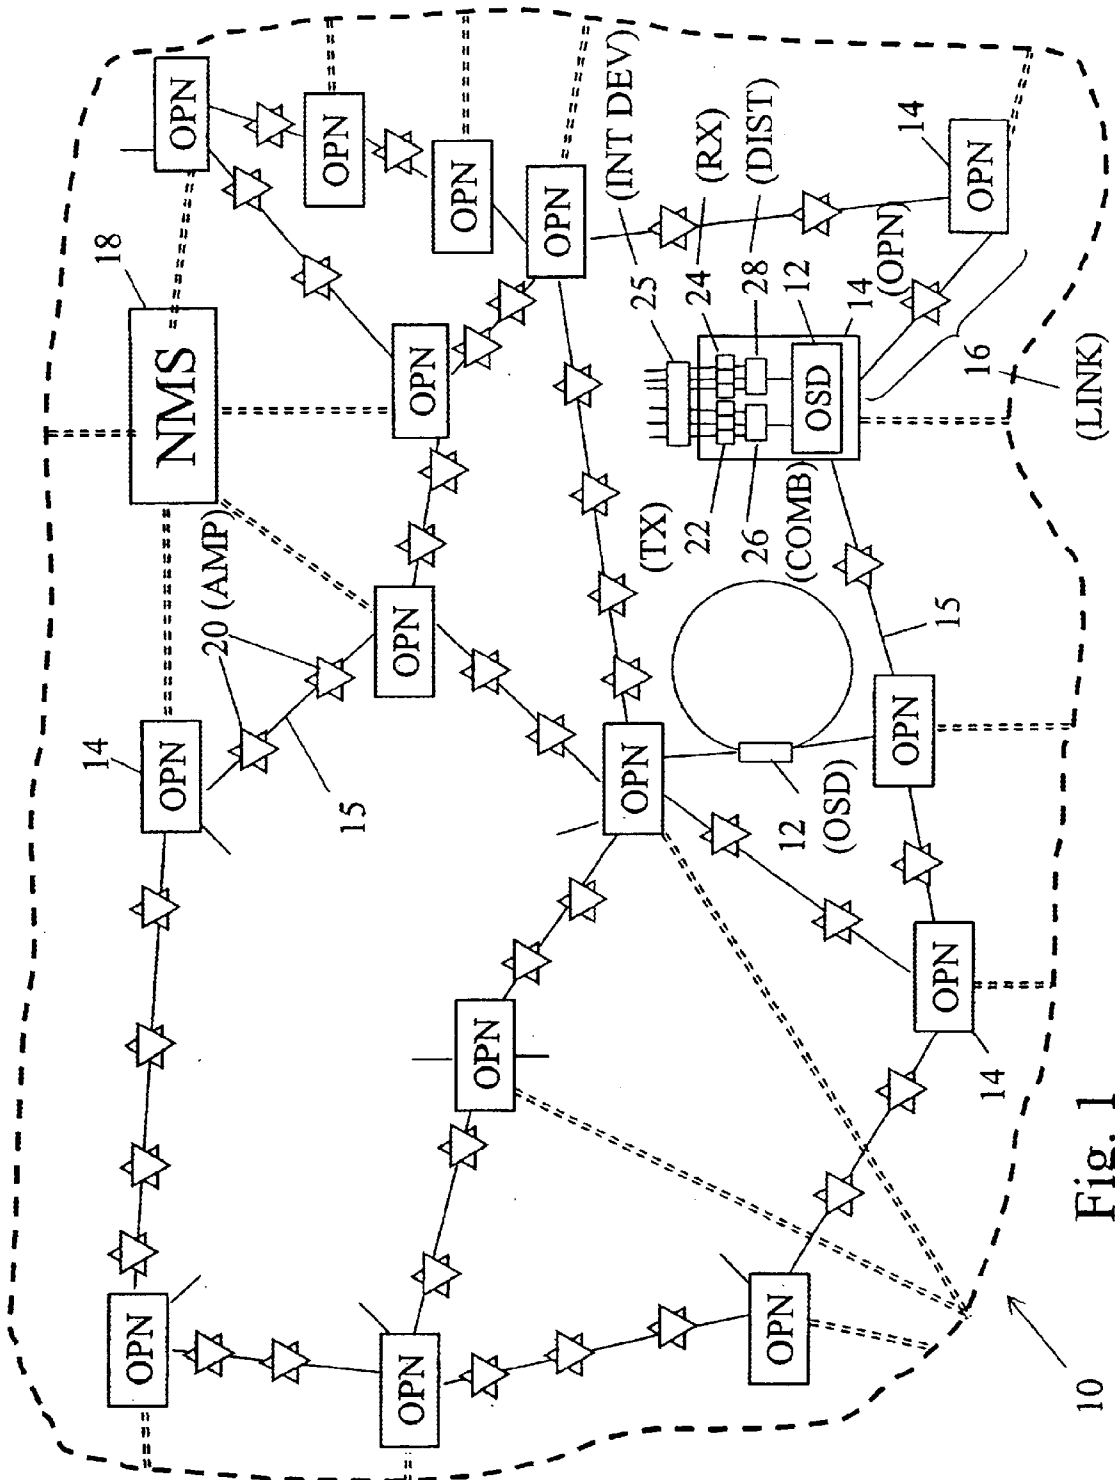 14
18
OPN
OPN
NMS
OPN
20 (AMP)
OPN
15
OPN
OPN
OPN
OPN
OPN
OPN
25
(INT DEV)
OPN
(TX)
22
24
(RX)
26
28
(DIST)
(COMB)
12
OPN
12
(OSD)
OSD
14
(OPN)
14
OPN
15
OPN
OPN
14
16
(LINK)
10
Fig. 1